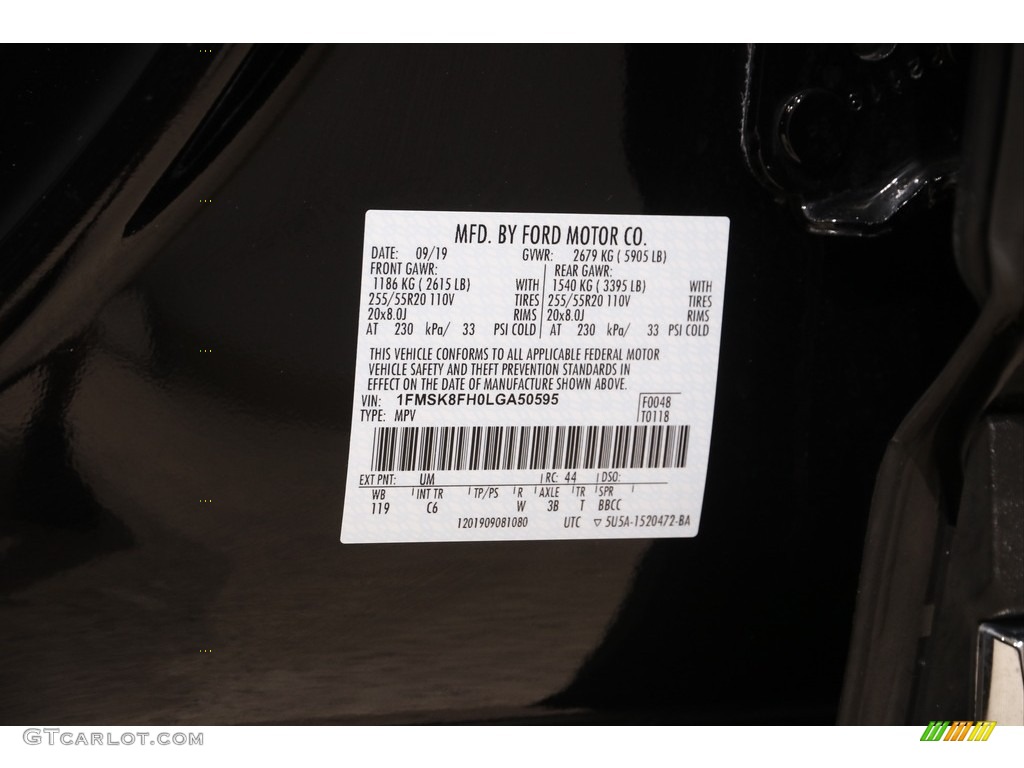 MFD. BY FORD MOTOR CO.
DATE: 09/19 GVWR: 2679 KG ( 5905 LB)
FRONT GAWR: REAR GAWR:
1186 KG ( 2615 LB) WITH 1540 KG ( 3395 LB) WITH
255/55R20 110V TIRES 255/55R20 110V TIRES
20x8.0J RIMS 20x8.0J RIMS
AT 230 kPa/ 33 PSI COLD AT 230 kPa/ 33 PSI COLD
THIS VEHICLE CONFORMS TO ALL APPLICABLE FEDERAL MOTOR
VEHICLE SAFETY AND THEFT PREVENTION STANDARDS IN
EFFECT ON THE DATE OF MANUFACTURE SHOWN ABOVE.
VIN: 1FMSK8FH0LGA50595 F0048
TYPE: MPV T0118
EXT PNT: UM RC: 44 DSO:
WB INT TR TP/PS R AXLE TR SPR
119 C6 W 3B T BBCC
1201909081080 UTC ▽ 5U5A-1520472-BA
GTcarlot.com